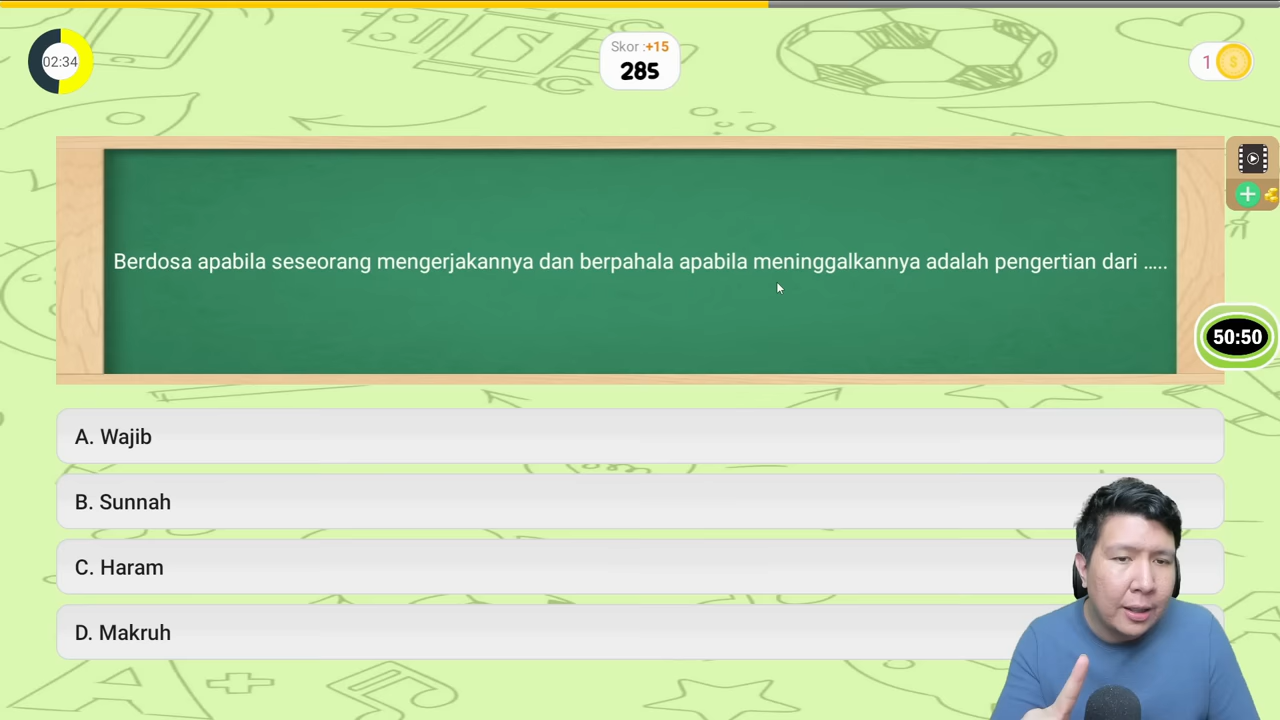 02:34
Skor :+15
285
1
Berdosa apabila seseorang mengerjakannya dan berpahala apabila meninggalkannya adalah pengertian dari .....
50:50
A. Wajib
B. Sunnah
C. Haram
D. Makruh